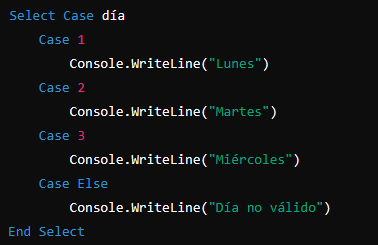 Select Case día
    Case 1
        Console.WriteLine("Lunes")
    Case 2
        Console.WriteLine("Martes")
    Case 3
        Console.WriteLine("Miércoles")
    Case Else
        Console.WriteLine("Día no válido")
End Select